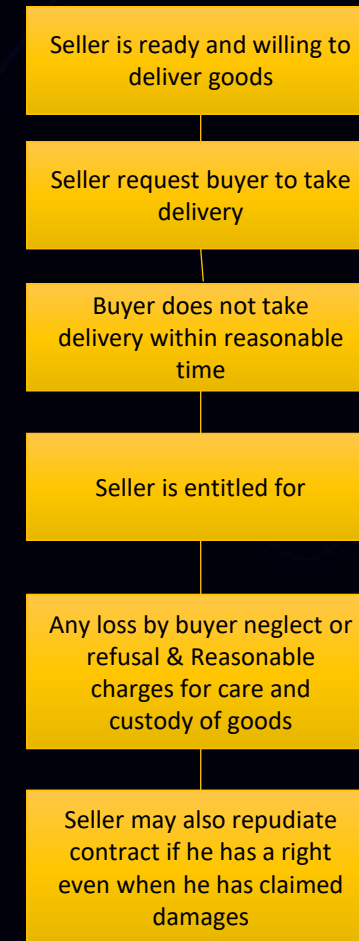 Seller is ready and willing to
deliver goods
Seller request buyer to take
delivery
Buyer does not take
delivery within reasonable
time
Seller is entitled for
Any loss by buyer neglect or
refusal & Reasonable
charges for care and
custody of goods
Seller may also repudiate
contract if he has a right
even when he has claimed
damages